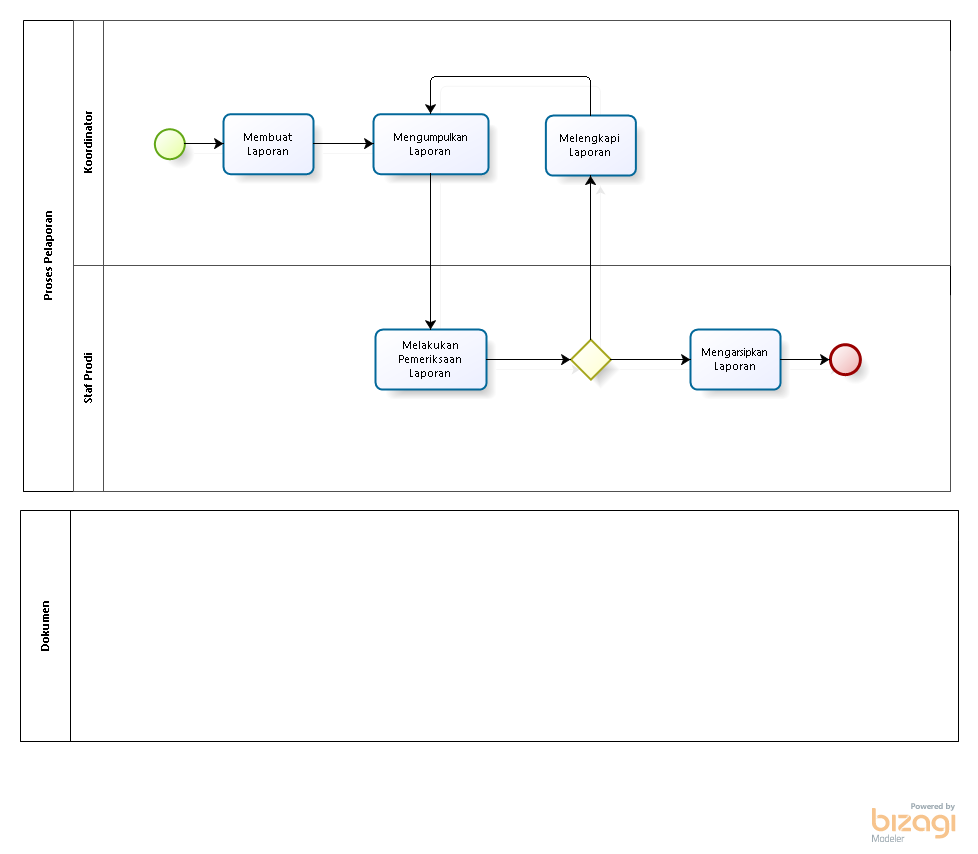 Proses Pelaporan
Koordinator
Membuat
Laporan
Mengumpulkan
Laporan
Melengkapi
Laporan
Staf Prodi
Melakukan
Pemeriksaan
Laporan
Mengarsipkan
Laporan
Dokumen
Powered by
bizagi
Modeler